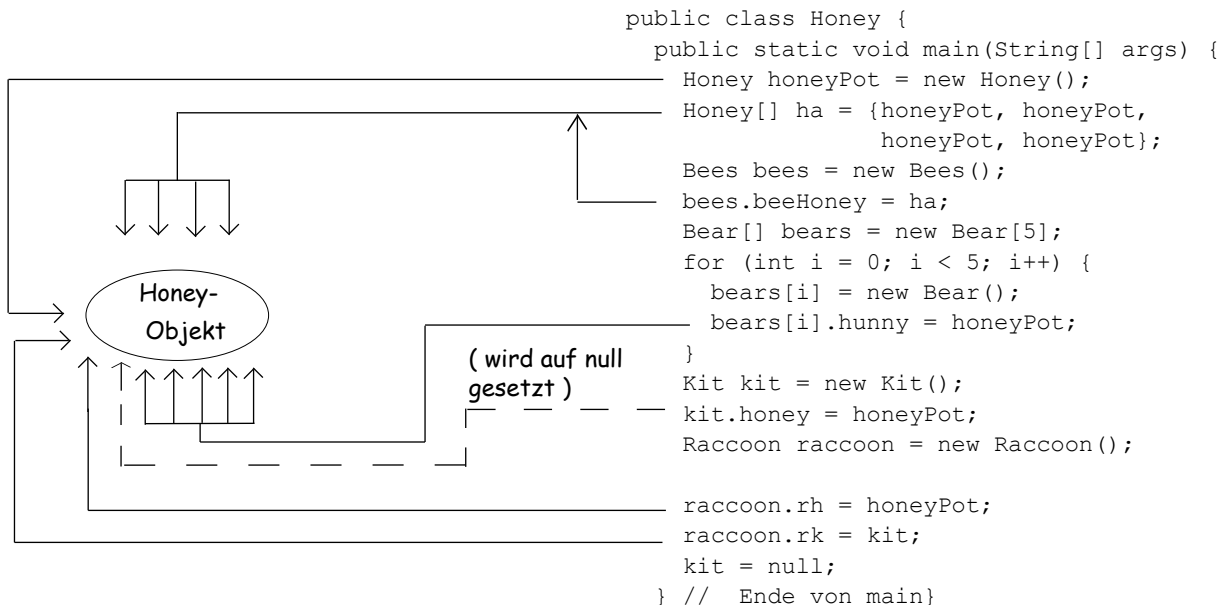 public class Honey {
public static void main(String[] args) {
Honey honeyPot = new Honey();
Honey[] ha = {honeyPot, honeyPot,
honeyPot, honeyPot};
Bees bees = new Bees();
bees.beeHoney = ha;
Bear[] bears = new Bear[5];
for (int i = 0; i < 5; i++) {
bears[i] = new Bear();
bears[i].hunny = honeyPot;
}
Kit kit = new Kit();
kit.honey = honeyPot;
Raccoon raccoon = new Raccoon();
raccoon.rh = honeyPot;
raccoon.rk = kit;
kit = null;
} // Ende von main}
Honey-
Objekt
( wird auf null
gesetzt )